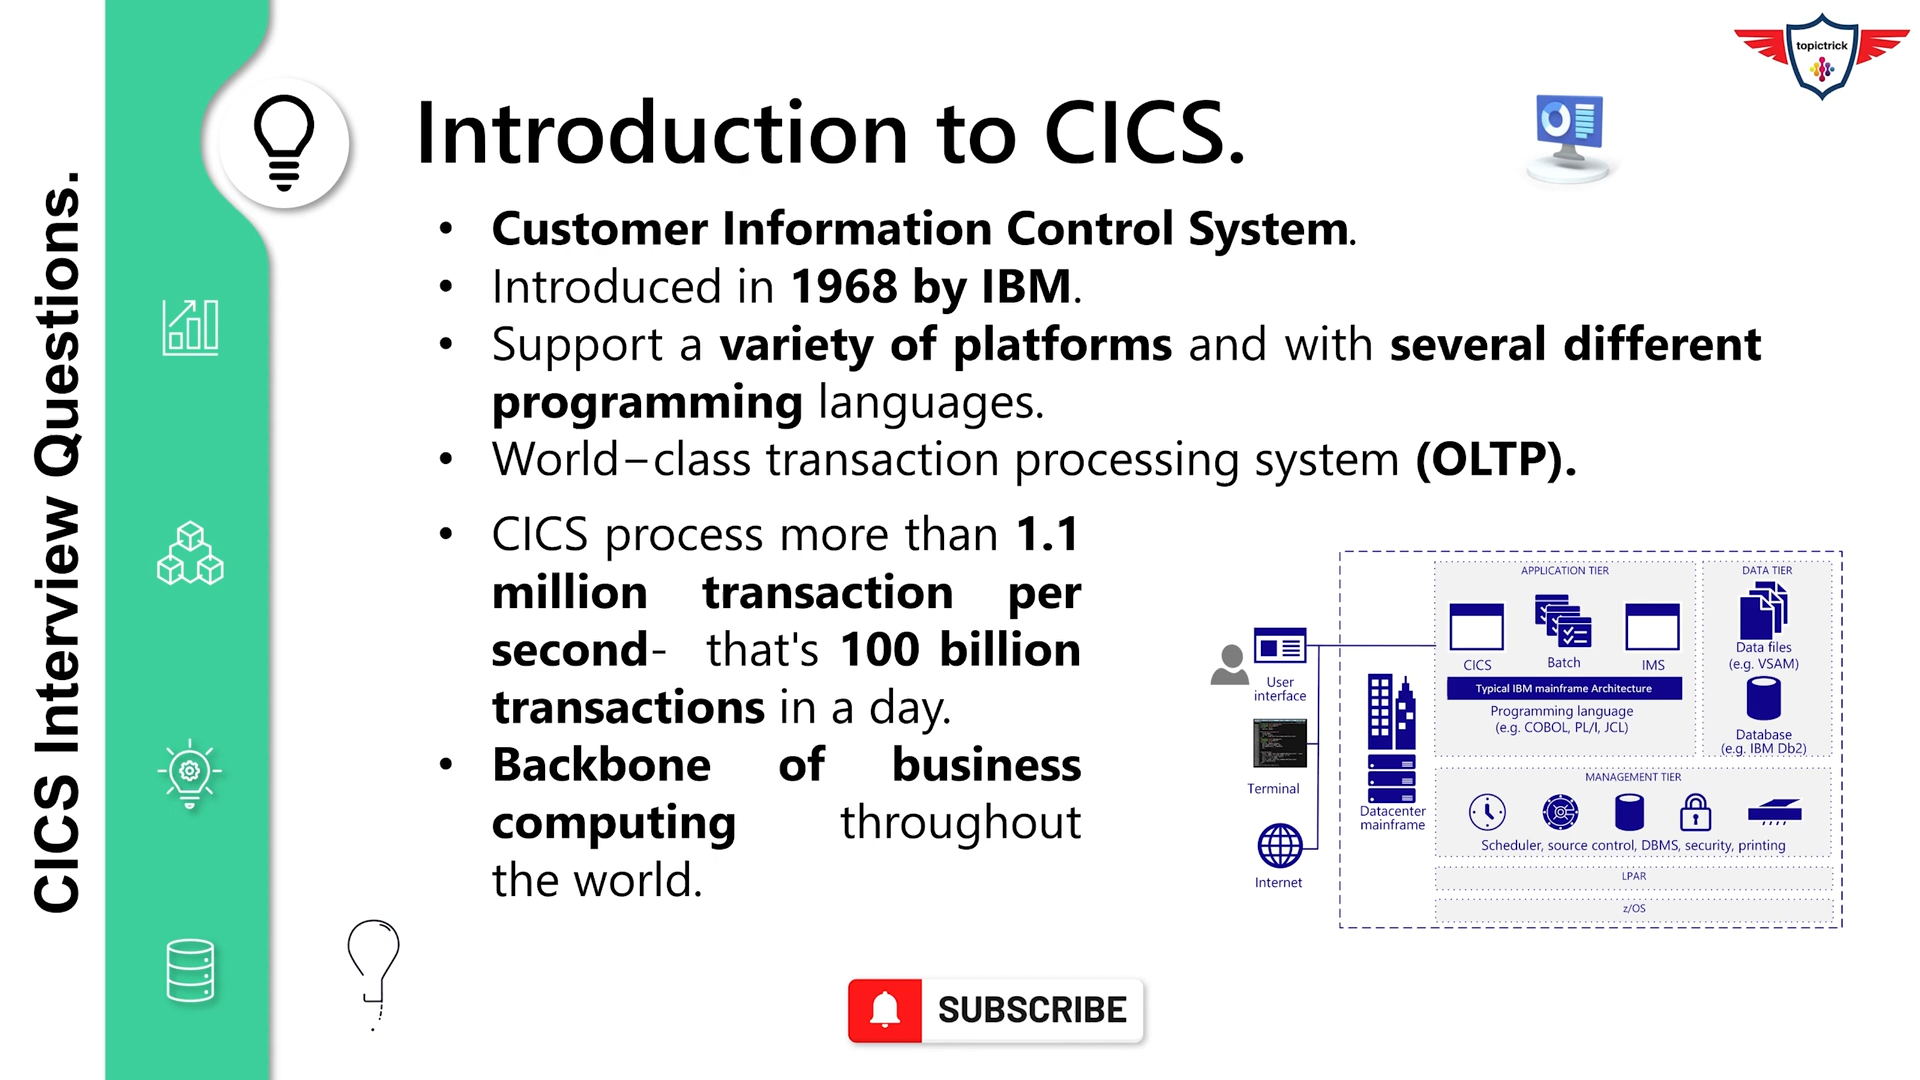 topictrick
CICS Interview Questions.
Introduction to CICS.
• Customer Information Control System.
• Introduced in 1968 by IBM.
• Support a variety of platforms and with several different
programming languages.
• World–class transaction processing system (OLTP).
• CICS process more than 1.1
million transaction per
second- that's 100 billion
transactions in a day.
• Backbone of business
computing throughout
the world.
User
interface
Terminal
Internet
Datacenter
mainframe
APPLICATION TIER
CICS
Batch
IMS
Typical IBM mainframe Architecture
Programming language
(e.g. COBOL, PL/I, JCL)
DATA TIER
Data files
(e.g. VSAM)
Database
(e.g. IBM Db2)
MANAGEMENT TIER
Scheduler, source control, DBMS, security, printing
LPAR
z/OS
SUBSCRIBE